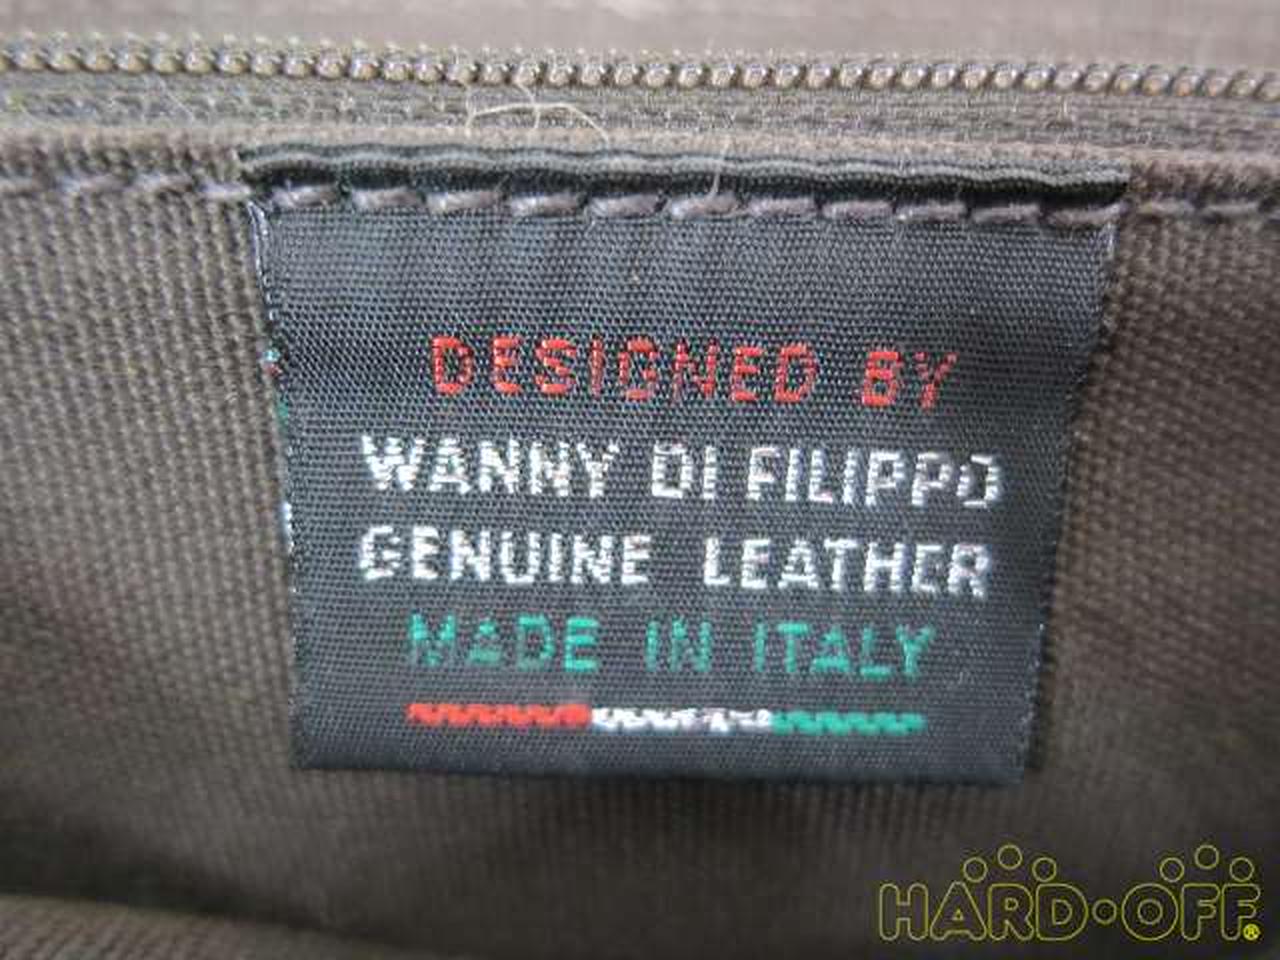 DESIGNED BY
WANNY DI FILIPPO
GENUINE LEATHER
MADE IN ITALY
HARD·OFF®